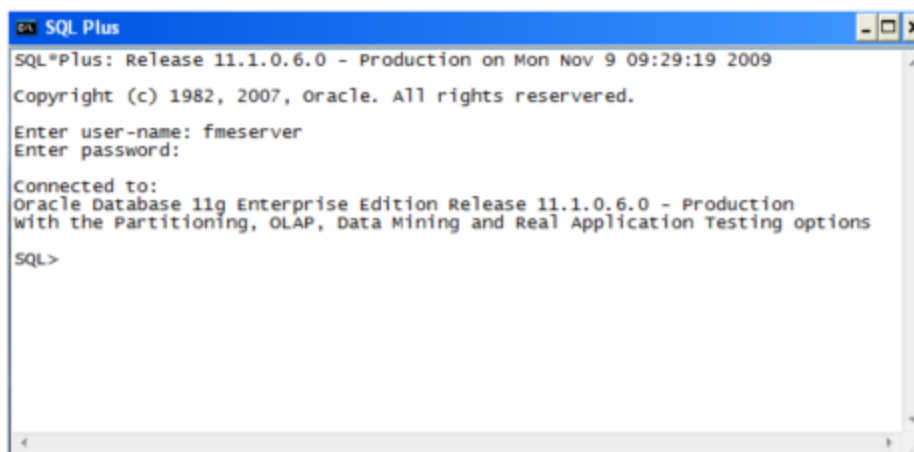 SQL Plus
SQL*Plus: Release 11.1.0.6.0 - Production on Mon Nov 9 09:29:19 2009
Copyright (c) 1982, 2007, Oracle. All rights reservered.
Enter user-name: fmeserver
Enter password:
Connected to:
Oracle Database 11g Enterprise Edition Release 11.1.0.6.0 - Production
With the Partitioning, OLAP, Data Mining and Real Application Testing options
SQL>